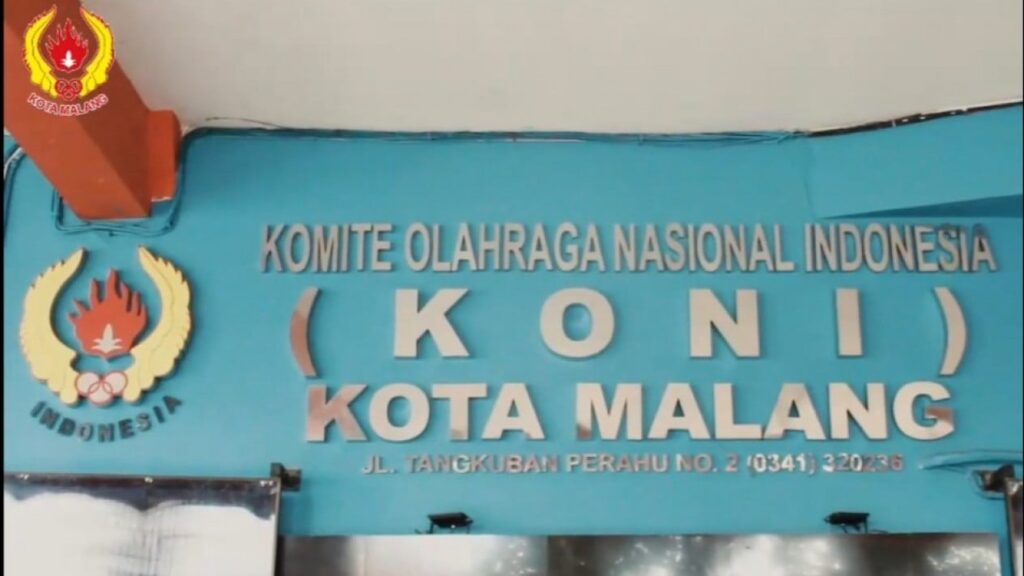 KOTA MALANG
KOMITE OLAHRAGA NASIONAL INDONESIA
( K O N I )
KOTA MALANG
JL. TANGKUBAN PERAHU NO. 2 (0341) 320236
INDONESIA